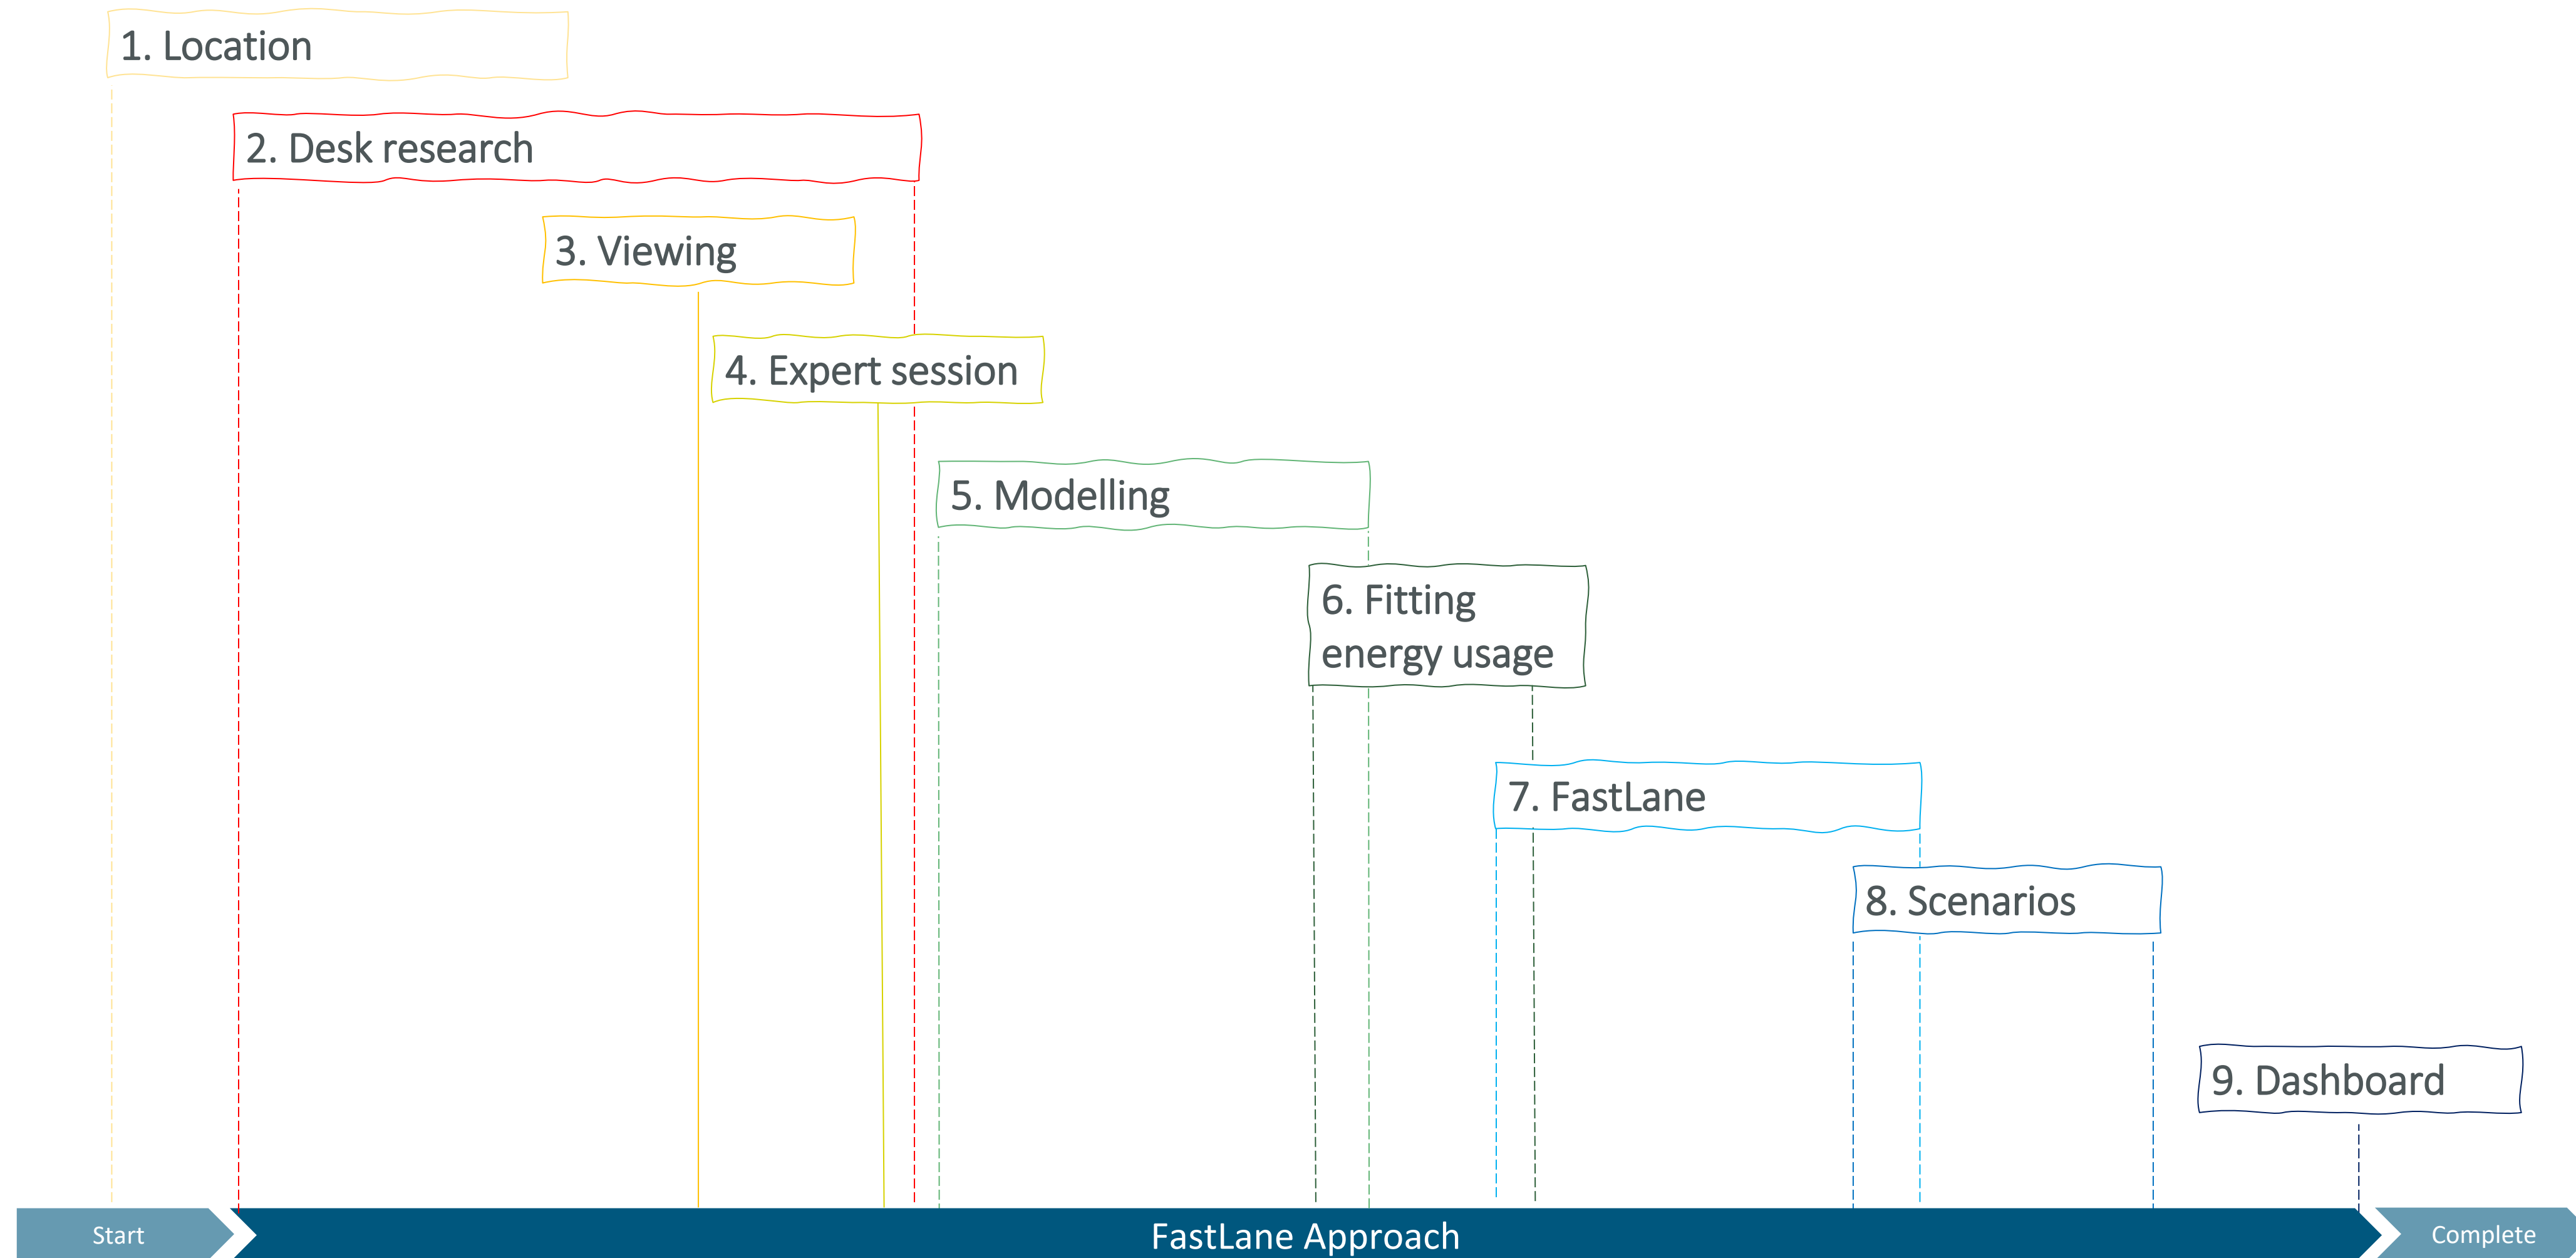 1. Location
2. Desk research
3. Viewing
4. Expert session
5. Modelling
6. Fitting
energy usage
7. FastLane
8. Scenarios
9. Dashboard
Start
FastLane Approach
Complete